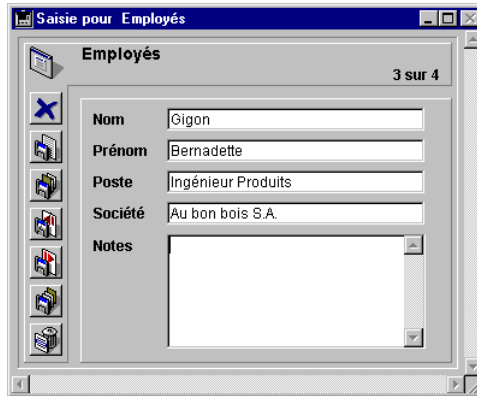 Saisie pour Employés
Employés
3 sur 4
Nom Gigon
Prénom Bernadette
Poste Ingénieur Produits
Société Au bon bois S.A.
Notes